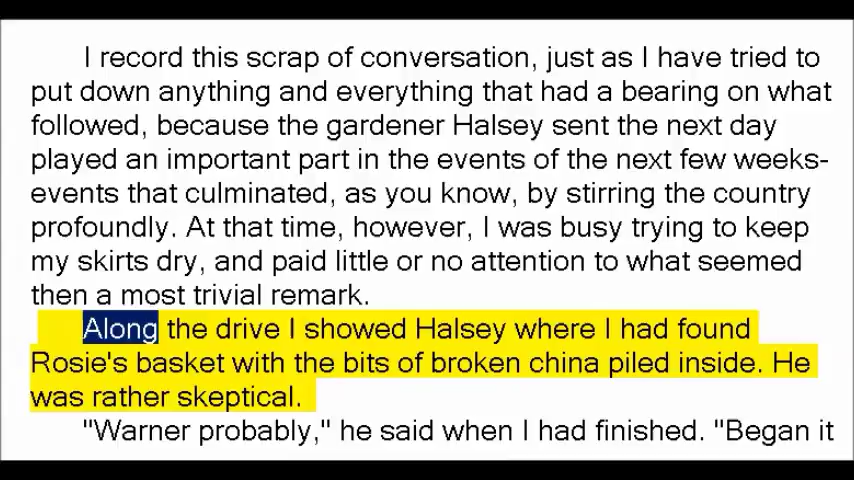 I record this scrap of conversation, just as I have tried to
put down anything and everything that had a bearing on what
followed, because the gardener Halsey sent the next day
played an important part in the events of the next few weeks-
events that culminated, as you know, by stirring the country
profoundly. At that time, however, I was busy trying to keep
my skirts dry, and paid little or no attention to what seemed
then a most trivial remark.
Along the drive I showed Halsey where I had found
Rosie's basket with the bits of broken china piled inside. He
was rather skeptical.
"Warner probably," he said when I had finished. "Began it